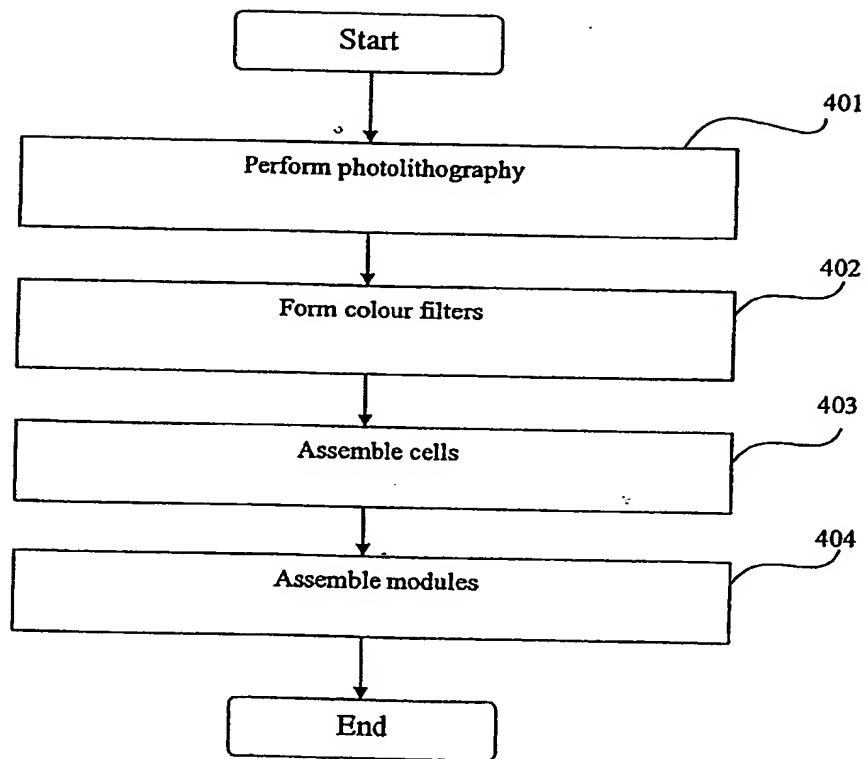 Start
401
Perform photolithography
402
Form colour filters
403
Assemble cells
404
Assemble modules
End